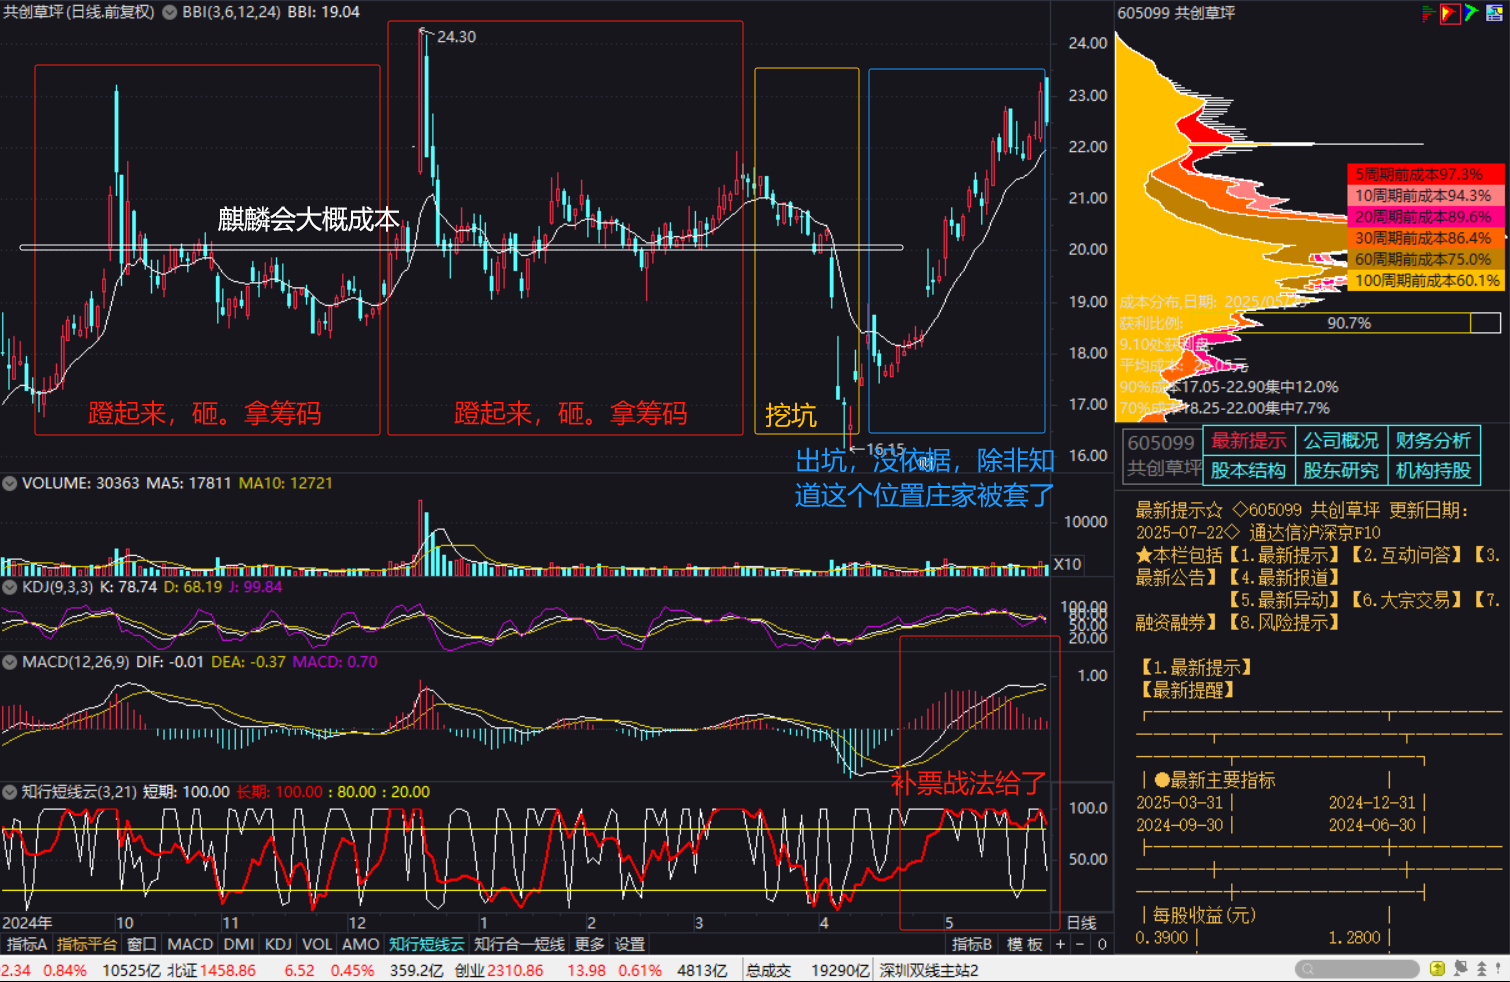 共创草坪(日线.前复权) BBI(3,6,12,24) BBI: 19.04
24.30
麒麟会大概成本
蹬起来，砸。拿筹码
蹬起来，砸。拿筹码
挖坑
16.15
出坑，没依据，除非知
道这个位置庄家被套了
24.00
23.00
22.00
21.00
20.00
19.00
18.00
17.00
16.00
VOLUME: 30363 MA5: 17811 MA10: 12721
10000
X10
KDJ(9,3,3) K: 78.74 D: 68.19 J: 99.84
100.00
20.00
MACD(12,26,9) DIF: -0.01 DEA: -0.37 MACD: 0.70
1.00
补票战法给了
知行短线云(3,21) 短期: 100.00 长期: 100.00 : 80.00 : 20.00
100.0
50.00
2024年 10 11 12 1 2 3 4 5 日线
指标A 指标平台 窗口 MACD DMI KDJ VOL AMO 知行短线云 知行合一短线 更多 设置 指标B 模板 + - 0
2.34 0.84% 10525亿 北证1458.86 6.52 0.45% 359.2亿 创业2310.86 13.98 0.61% 4813亿 总成交 19290亿 深圳双线主站2
605099 共创草坪
5周期前成本97.3%
10周期前成本94.3%
20周期前成本89.6%
30周期前成本86.4%
60周期前成本75.0%
100周期前成本60.1%
成本分布,日期: 2025/05/
获利比例: 90.7%
9.10处获利盘:
平均成本: 20.05元
90%成本17.05-22.90集中12.0%
70%成本18.25-22.00集中7.7%
605099
共创草坪
最新提示 公司概况 财务分析
股本结构 股东研究 机构持股
最新提示☆ ◇605099 共创草坪 更新日期:
2025-07-22◇ 通达信沪深京F10
★本栏包括【1.最新提示】【2.互动问答】【3.
最新公告】【4.最新报道】
【5.最新异动】【6.大宗交易】【7.
融资融券】【8.风险提示】
【1.最新提示】
【最新提醒】
●最新主要指标
2025-03-31 2024-12-31
2024-09-30 2024-06-30
每股收益(元)
0.3900 1.2800